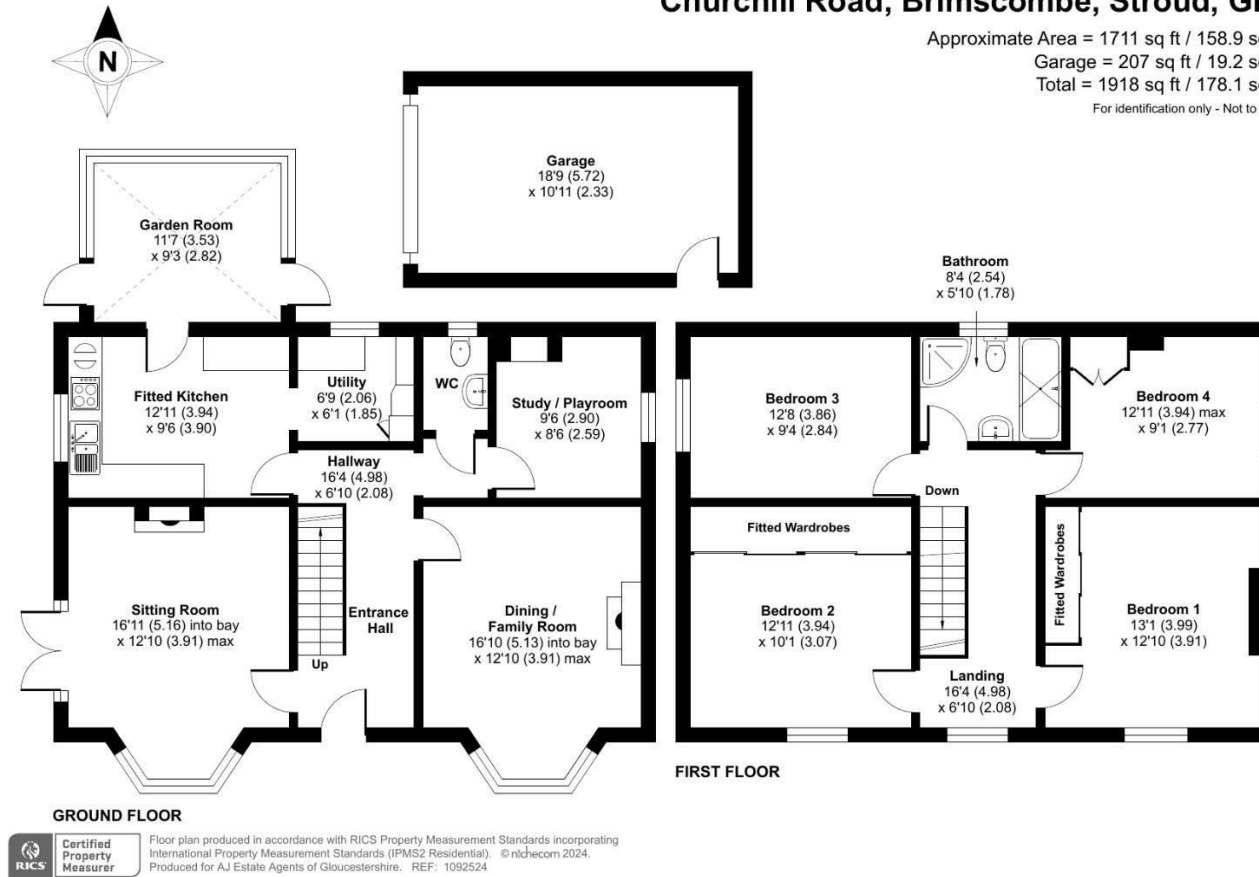 Churchill Road, Brimscombe, Stroud,
Approximate Area = 1711 sq ft / 158.9
Garage = 207 sq ft / 19.2
Total = 1918 sq ft / 178.1
For identification only - Not to
N
Garage
18'9 (5.72)
x 10'11 (2.33)
Garden Room
11'7 (3.53)
x 9'3 (2.82)
Bathroom
8'4 (2.54)
x 5'10 (1.78)
Fitted Kitchen
12'11 (3.94)
x 9'6 (3.90)
Utility
6'9 (2.06)
x 6'1 (1.85)
WC
Study / Playroom
9'6 (2.90)
x 8'6 (2.59)
Hallway
16'4 (4.98)
x 6'10 (2.08)
Sitting Room
16'11 (5.16) into bay
x 12'10 (3.91) max
Entrance
Hall
Up
Dining /
Family Room
16'10 (5.13) into bay
x 12'10 (3.91) max
Bedroom 3
12'8 (3.86)
x 9'4 (2.84)
Bedroom 4
12'11 (3.94) max
x 9'1 (2.77)
Down
Fitted Wardrobes
Fitted Wardrobes
Bedroom 2
12'11 (3.94)
x 10'1 (3.07)
Bedroom 1
13'1 (3.99)
x 12'10 (3.91)
Landing
16'4 (4.98)
x 6'10 (2.08)
FIRST FLOOR
GROUND FLOOR
RICS
Certified
Property
Measurer
Floor plan produced in accordance with RICS Property Measurement Standards incorporating
International Property Measurement Standards (IPMS2 Residential). © nichecom 2024.
Produced for AJ Estate Agents of Gloucestershire. REF: 1092524